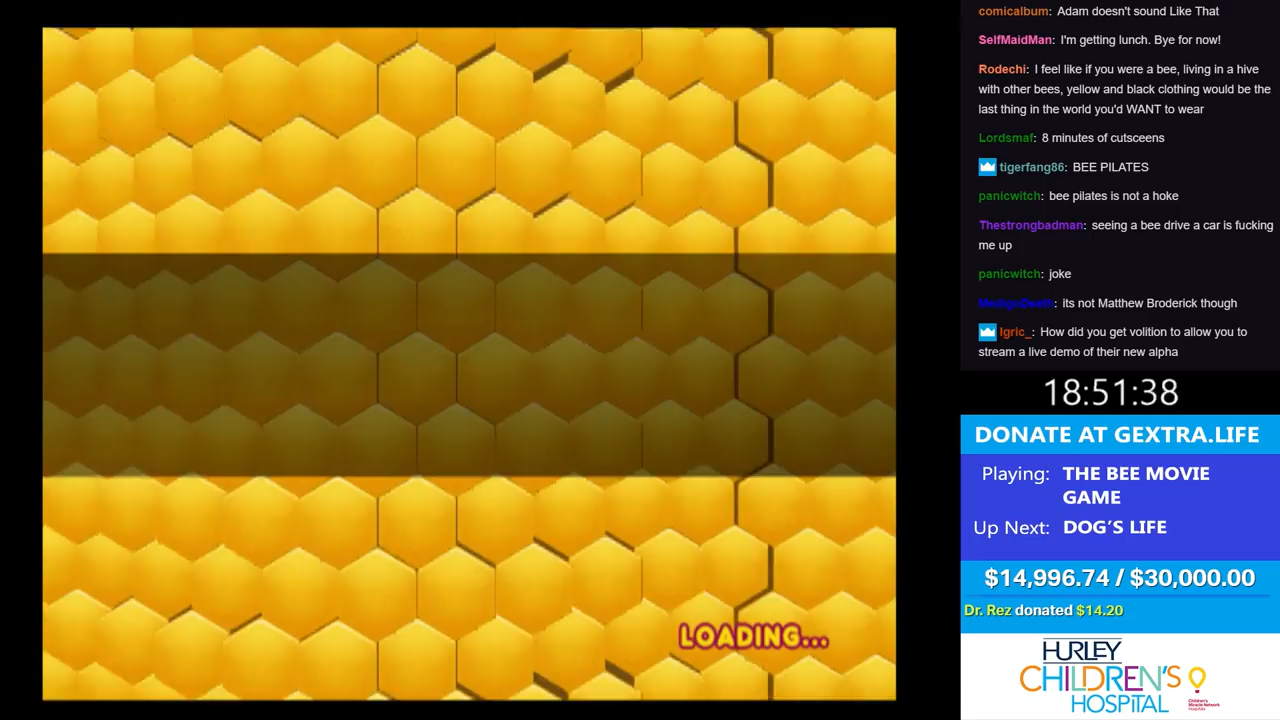 comicalbum: Adam doesn't sound Like That
SelfMaidMan: I'm getting lunch. Bye for now!
Rodechi: I feel like if you were a bee, living in a hive
with other bees, yellow and black clothing would be the
last thing in the world you'd WANT to wear
Lordsmaf: 8 minutes of cutsceens
tigerfang86: BEE PILATES
panicwitch: bee pilates is not a hoke
Thestrongbadman: seeing a bee drive a car is fucking
me up
panicwitch: joke
its not Matthew Broderick though
Igric_: How did you get volition to allow you to
stream a live demo of their new alpha
18:51:38
DONATE AT GEXTRA.LIFE
Playing: THE BEE MOVIE
GAME
Up Next: DOG'S LIFE
$14,996.74 / $30,000.00
Dr. Rez donated $14.20
LOADING...
HURLEY
CHILDREN'S
HOSPITAL
Children's
Miracle Network
Hospitals